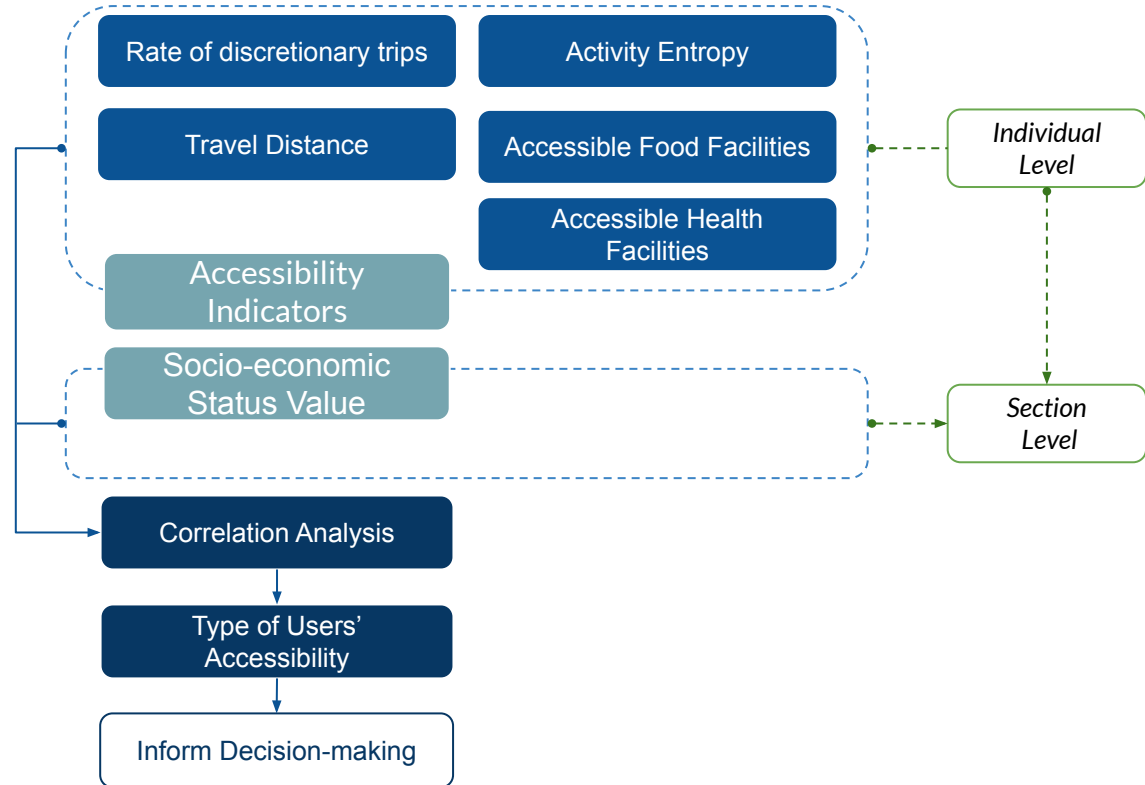 Rate of discretionary trips
Activity Entropy
Travel Distance
Accessible Food Facilities
Individual
Level
Accessible Health
Facilities
Accessibility
Indicators
Socio-economic
Status Value
Section
Level
Correlation Analysis
Type of Users’
Accessibility
Inform Decision-making